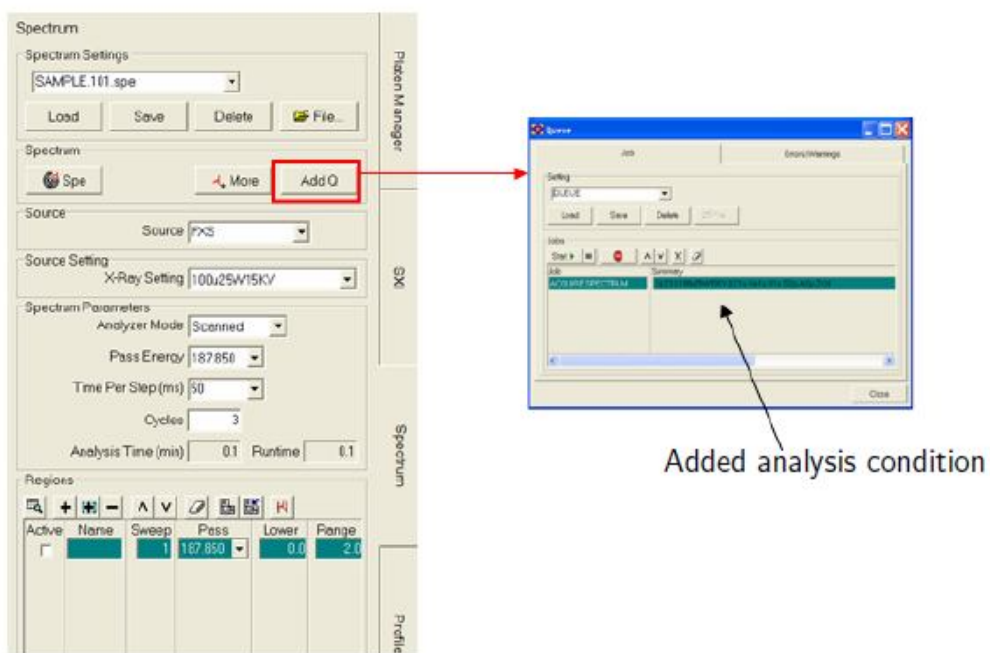 Spectrum
Spectrum Settings
SAMPLE.101.spe
Load Save Delete File...
Spectrum
Spe More Add Q
Source
Source FXS
Source Setting
X-Ray Setting 100u25W15KV
Spectrum Parameters
Analyzer Mode Scanned
Pass Energy 187.850
Time Per Step (ms) 50
Cycles 3
Analysis Time (min) 0.1 Runtime 0.1
Regions
Active Name Sweep Pass Lower Range
1 187.850 0.0 2.0
Platen Manager
SXI
Spectrum
Profile
Queue
Job Errors/Warnings
Setting
QUEUE
Load Save Delete
Jobs
Start
Job Summary
ACQUIRE SPECTRUM
Close
Added analysis condition